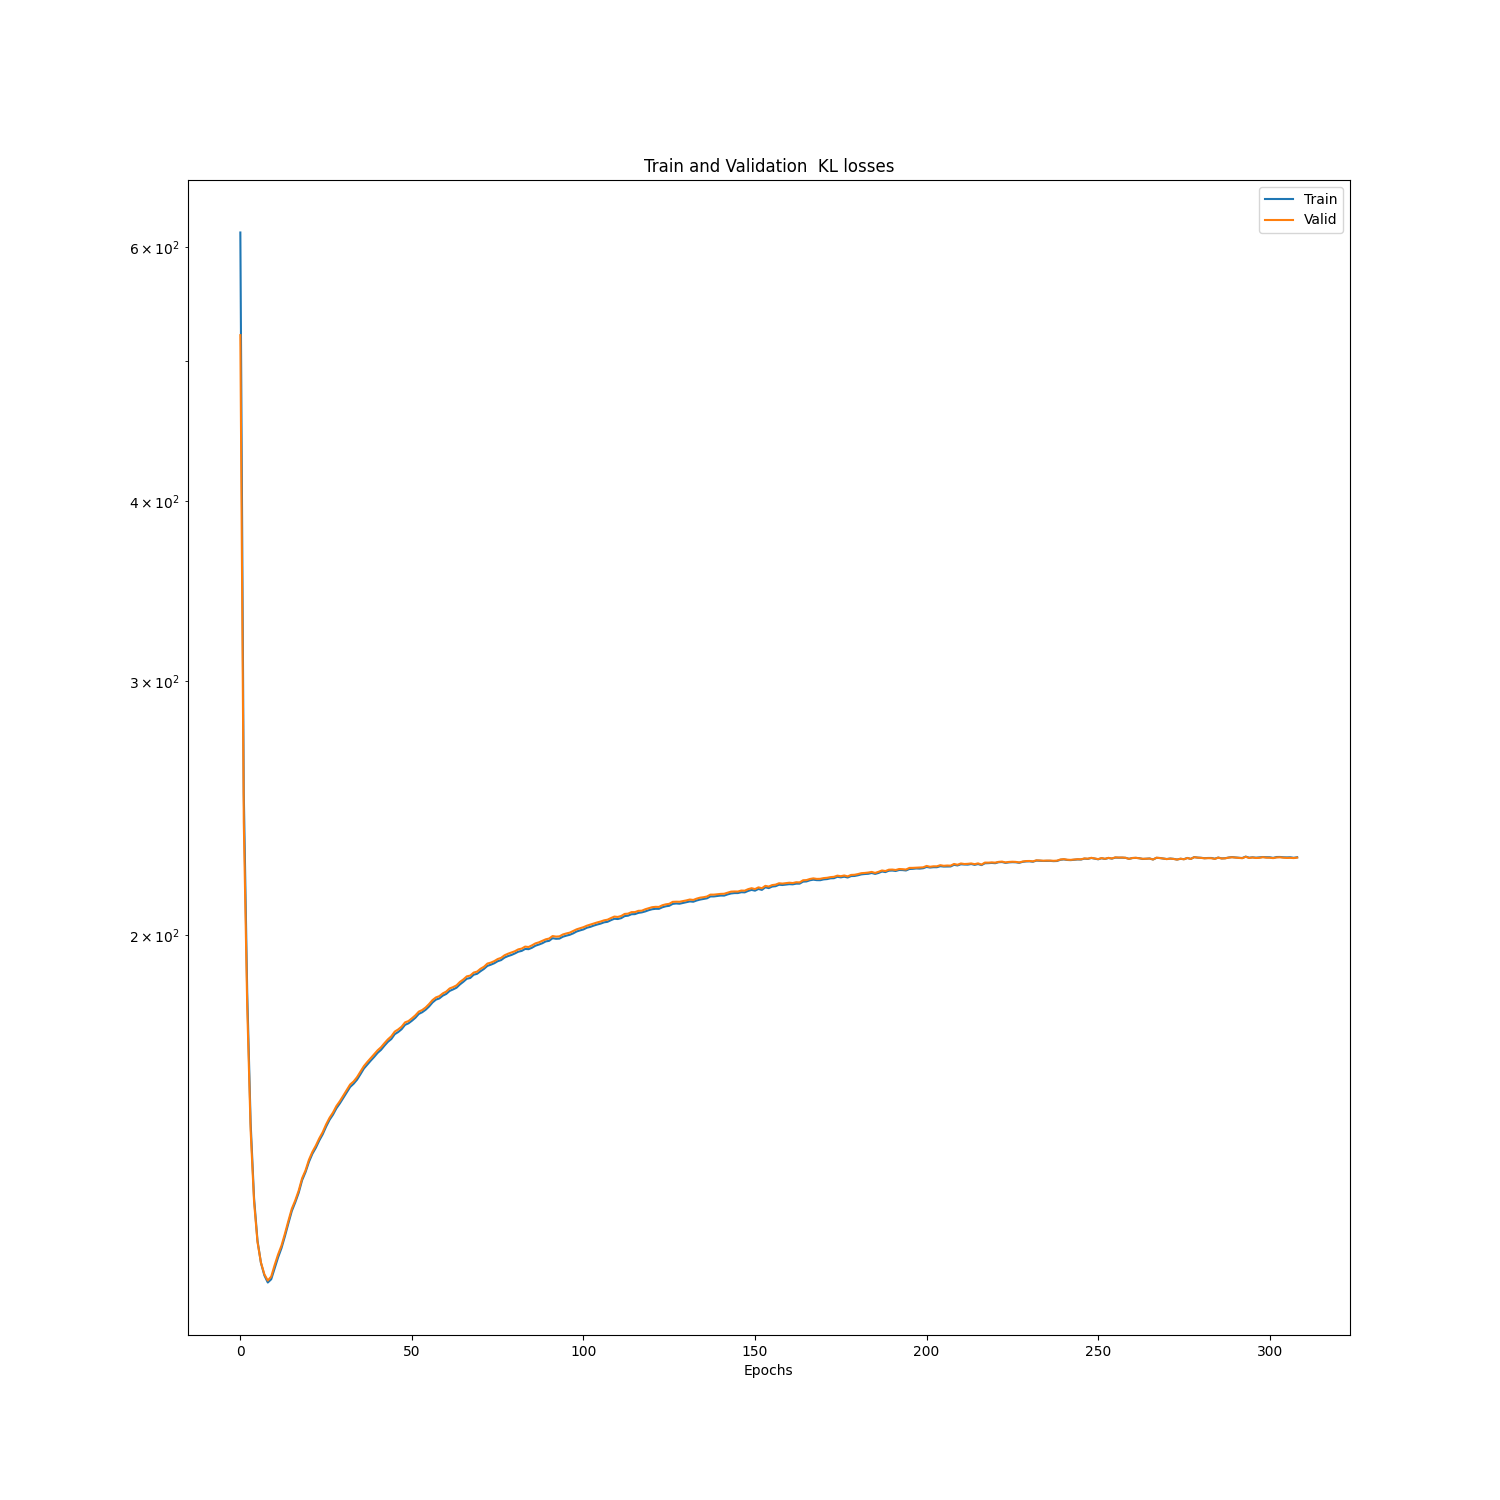 Train and Validation  KL losses
Train
Valid
6 × 10²
4 × 10²
3 × 10²
2 × 10²
0 50 100 150 200 250 300
Epochs